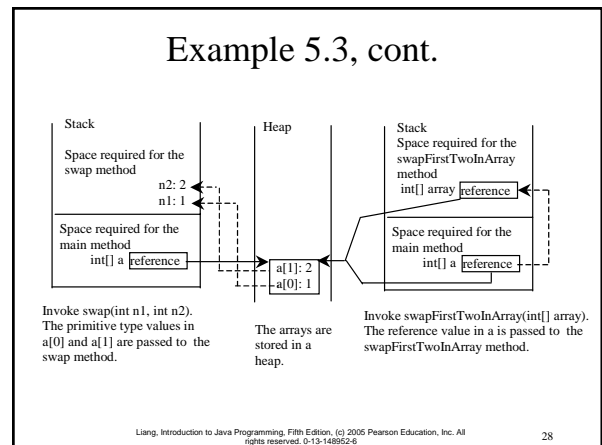 Example 5.3, cont.
Stack
Space required for the
swap method
n2: 2
n1: 1
Space required for the
main method
int[] a reference
Invoke swap(int n1, int n2).
The primitive type values in
a[0] and a[1] are passed to the
swap method.
Heap
a[1]: 2
a[0]: 1
The arrays are
stored in a
heap.
Stack
Space required for the
swapFirstTwoInArray
method
int[] array reference
Space required for the
main method
int[] a reference
Invoke swapFirstTwoInArray(int[] array).
The reference value in a is passed to the
swapFirstTwoInArray method.
Liang, Introduction to Java Programming, Fifth Edition, (c) 2005 Pearson Education, Inc. All
rights reserved. 0-13-148952-6
28